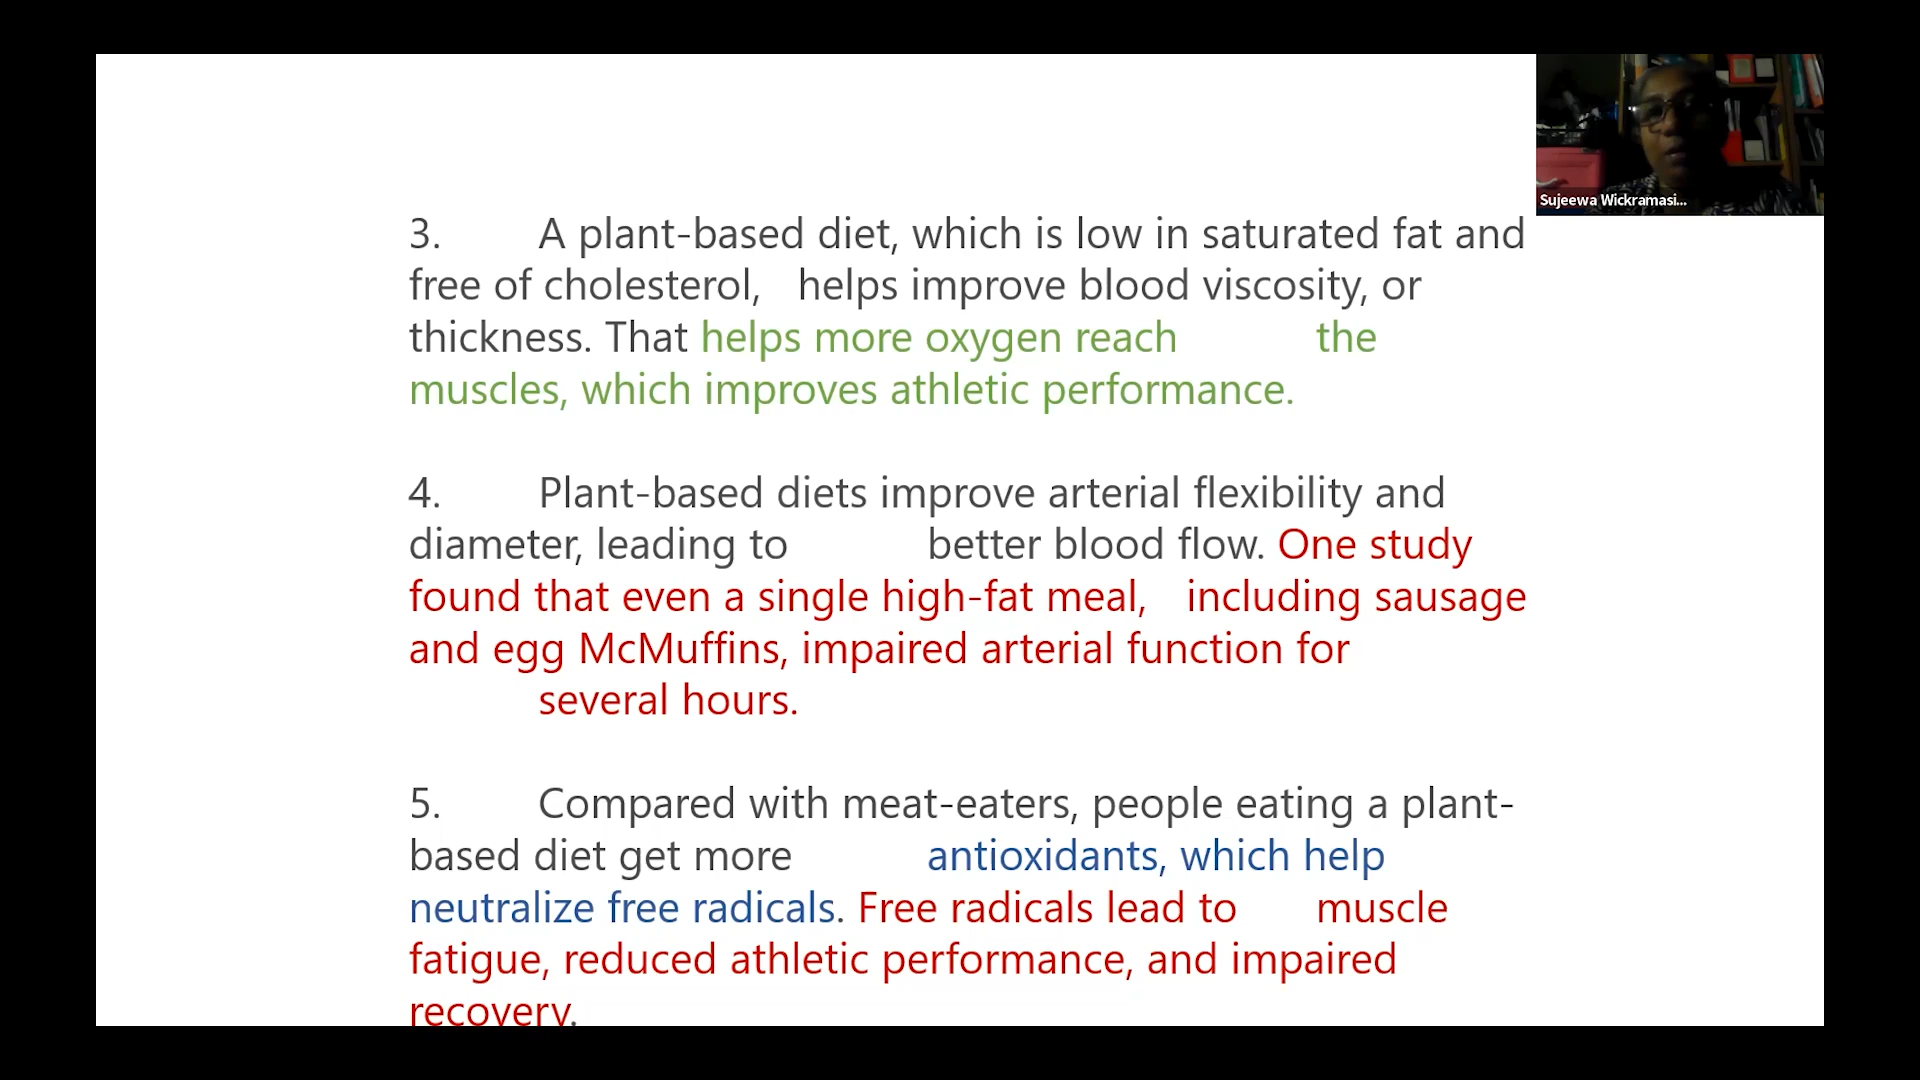 Sujeewa Wickramasi...
3. A plant-based diet, which is low in saturated fat and
free of cholesterol, helps improve blood viscosity, or
thickness. That helps more oxygen reach the
muscles, which improves athletic performance.
4. Plant-based diets improve arterial flexibility and
diameter, leading to better blood flow. One study
found that even a single high-fat meal, including sausage
and egg McMuffins, impaired arterial function for
several hours.
5. Compared with meat-eaters, people eating a plant-
based diet get more antioxidants, which help
neutralize free radicals. Free radicals lead to muscle
fatigue, reduced athletic performance, and impaired
recovery.